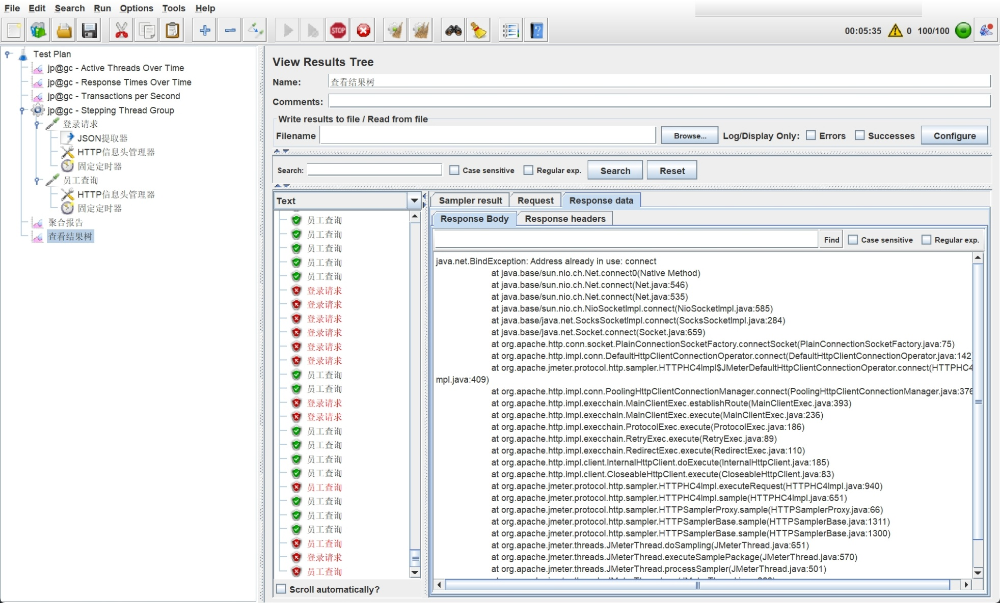 File Edit Search Run Options Tools Help
STOP
00:05:35 0 100/100
Test Plan
jp@gc - Active Threads Over Time
jp@gc - Response Times Over Time
jp@gc - Transactions per Second
jp@gc - Stepping Thread Group
登录请求
JSON提取器
HTTP信息头管理器
固定定时器
员工查询
HTTP信息头管理器
固定定时器
聚合报告
查看结果树
View Results Tree
Name: 查看结果树
Comments:
Write results to file / Read from file
Filename Browse... Log/Display Only: Errors Successes Configure
Search: Case sensitive Regular exp. Search Reset
Text
员工查询
员工查询
员工查询
员工查询
员工查询
登录请求
登录请求
登录请求
登录请求
登录请求
登录请求
员工查询
员工查询
登录请求
登录请求
员工查询
员工查询
员工查询
员工查询
员工查询
员工查询
员工查询
员工查询
员工查询
登录请求
员工查询
Scroll automatically?
Sampler result Request Response data
Response Body Response headers
Find Case sensitive Regular exp.
java.net.BindException: Address already in use: connect
at java.base/sun.nio.ch.Net.connect0(Native Method)
at java.base/sun.nio.ch.Net.connect(Net.java:546)
at java.base/sun.nio.ch.Net.connect(Net.java:535)
at java.base/sun.nio.ch.NioSocketImpl.connect(NioSocketImpl.java:585)
at java.base/java.net.SocksSocketImpl.connect(SocksSocketImpl.java:284)
at java.base/java.net.Socket.connect(Socket.java:659)
at org.apache.http.conn.socket.PlainConnectionSocketFactory.connectSocket(PlainConnectionSocketFactory.java:75)
at org.apache.http.impl.conn.DefaultHttpClientConnectionOperator.connect(DefaultHttpClientConnectionOperator.java:142
at org.apache.jmeter.protocol.http.sampler.HTTPHC4Impl$JMeterDefaultHttpClientConnectionOperator.connect(HTTPHC4
mpl.java:409)
at org.apache.http.impl.conn.PoolingHttpClientConnectionManager.connect(PoolingHttpClientConnectionManager.java:376
at org.apache.http.impl.execchain.MainClientExec.establishRoute(MainClientExec.java:393)
at org.apache.http.impl.execchain.MainClientExec.execute(MainClientExec.java:236)
at org.apache.http.impl.execchain.ProtocolExec.execute(ProtocolExec.java:186)
at org.apache.http.impl.execchain.RetryExec.execute(RetryExec.java:89)
at org.apache.http.impl.execchain.RedirectExec.execute(RedirectExec.java:110)
at org.apache.http.impl.client.InternalHttpClient.doExecute(InternalHttpClient.java:185)
at org.apache.http.impl.client.CloseableHttpClient.execute(CloseableHttpClient.java:83)
at org.apache.jmeter.protocol.http.sampler.HTTPHC4Impl.executeRequest(HTTPHC4Impl.java:940)
at org.apache.jmeter.protocol.http.sampler.HTTPHC4Impl.sample(HTTPHC4Impl.java:651)
at org.apache.jmeter.protocol.http.sampler.HTTPSamplerProxy.sample(HTTPSamplerProxy.java:66)
at org.apache.jmeter.protocol.http.sampler.HTTPSamplerBase.sample(HTTPSamplerBase.java:1311)
at org.apache.jmeter.protocol.http.sampler.HTTPSamplerBase.sample(HTTPSamplerBase.java:1300)
at org.apache.jmeter.threads.JMeterThread.doSampling(JMeterThread.java:651)
at org.apache.jmeter.threads.JMeterThread.executeSamplePackage(JMeterThread.java:570)
at org.apache.jmeter.threads.JMeterThread.processSampler(JMeterThread.java:501)